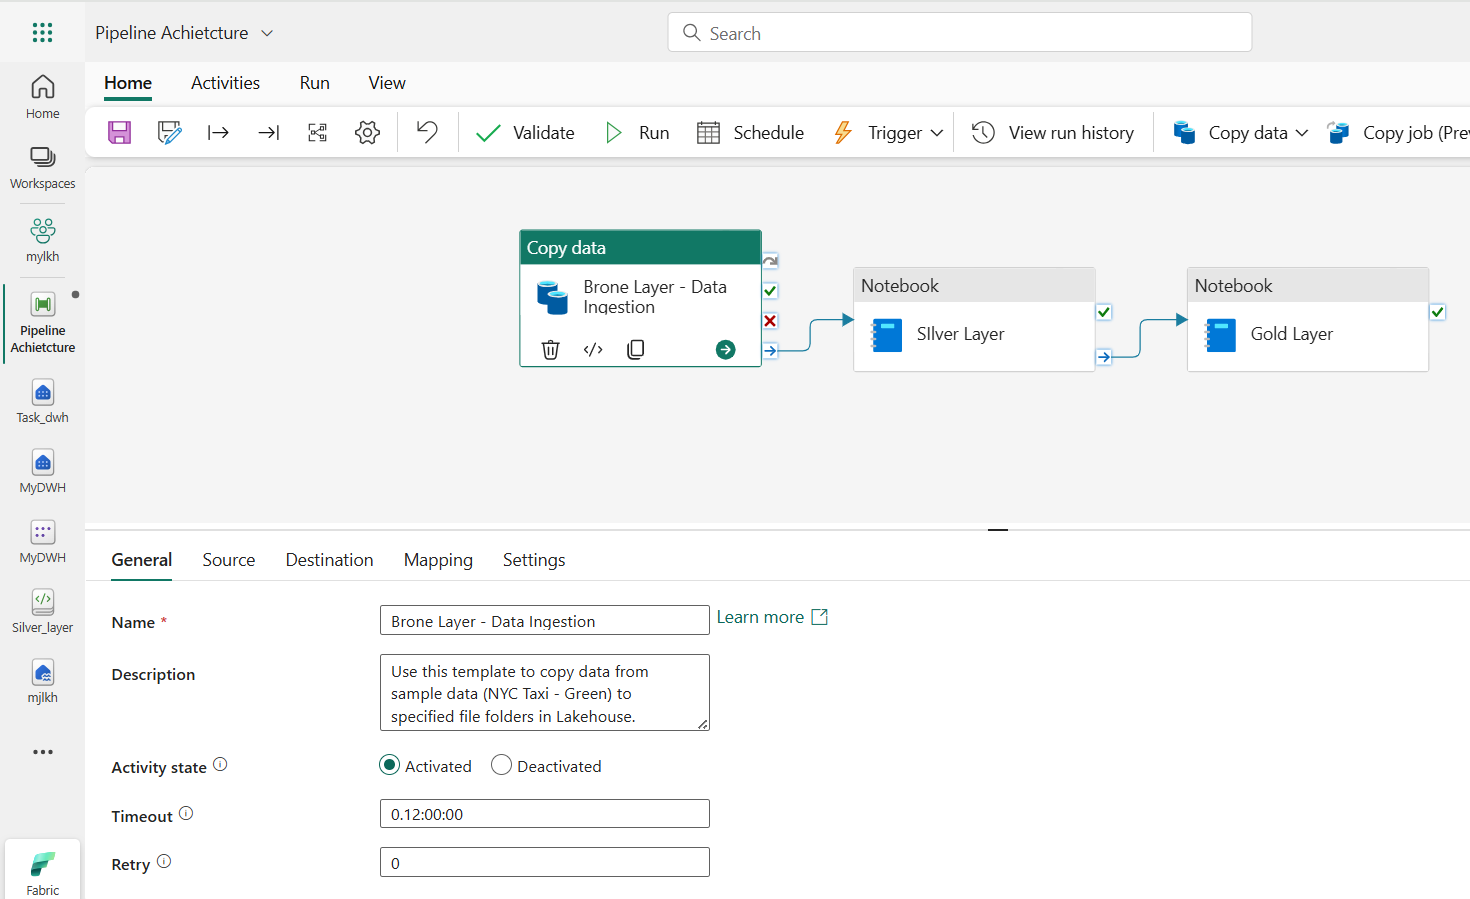 Pipeline Achietcture
Search
Home
Activities
Run
View
Validate
Run
Schedule
Trigger
View run history
Copy data
Copy job (Pre
Home
Workspaces
mylkh
Pipeline
Achietcture
Task_dwh
MyDWH
MyDWH
Silver_layer
mjlkh
Fabric
Copy data
Brone Layer - Data
Ingestion
Notebook
SIlver Layer
Notebook
Gold Layer
General
Source
Destination
Mapping
Settings
Name *
Brone Layer - Data Ingestion
Learn more
Description
Use this template to copy data from
sample data (NYC Taxi - Green) to
specified file folders in Lakehouse.
Activity state
Activated
Deactivated
Timeout
0.12:00:00
Retry
0